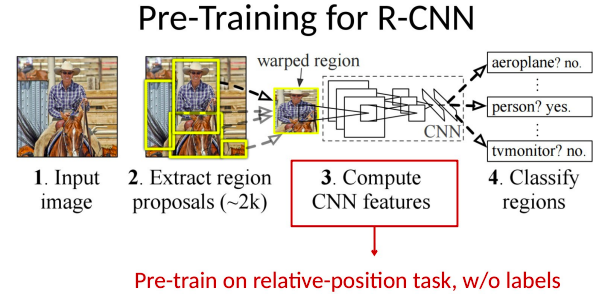 Pre-Training for R-CNN
warped region
aeroplane? no.
person? yes.
tvmonitor? no.
CNN
1. Input
image
2. Extract region
proposals (~2k)
3. Compute
CNN features
4. Classify
regions
Pre-train on relative-position task, w/o labels